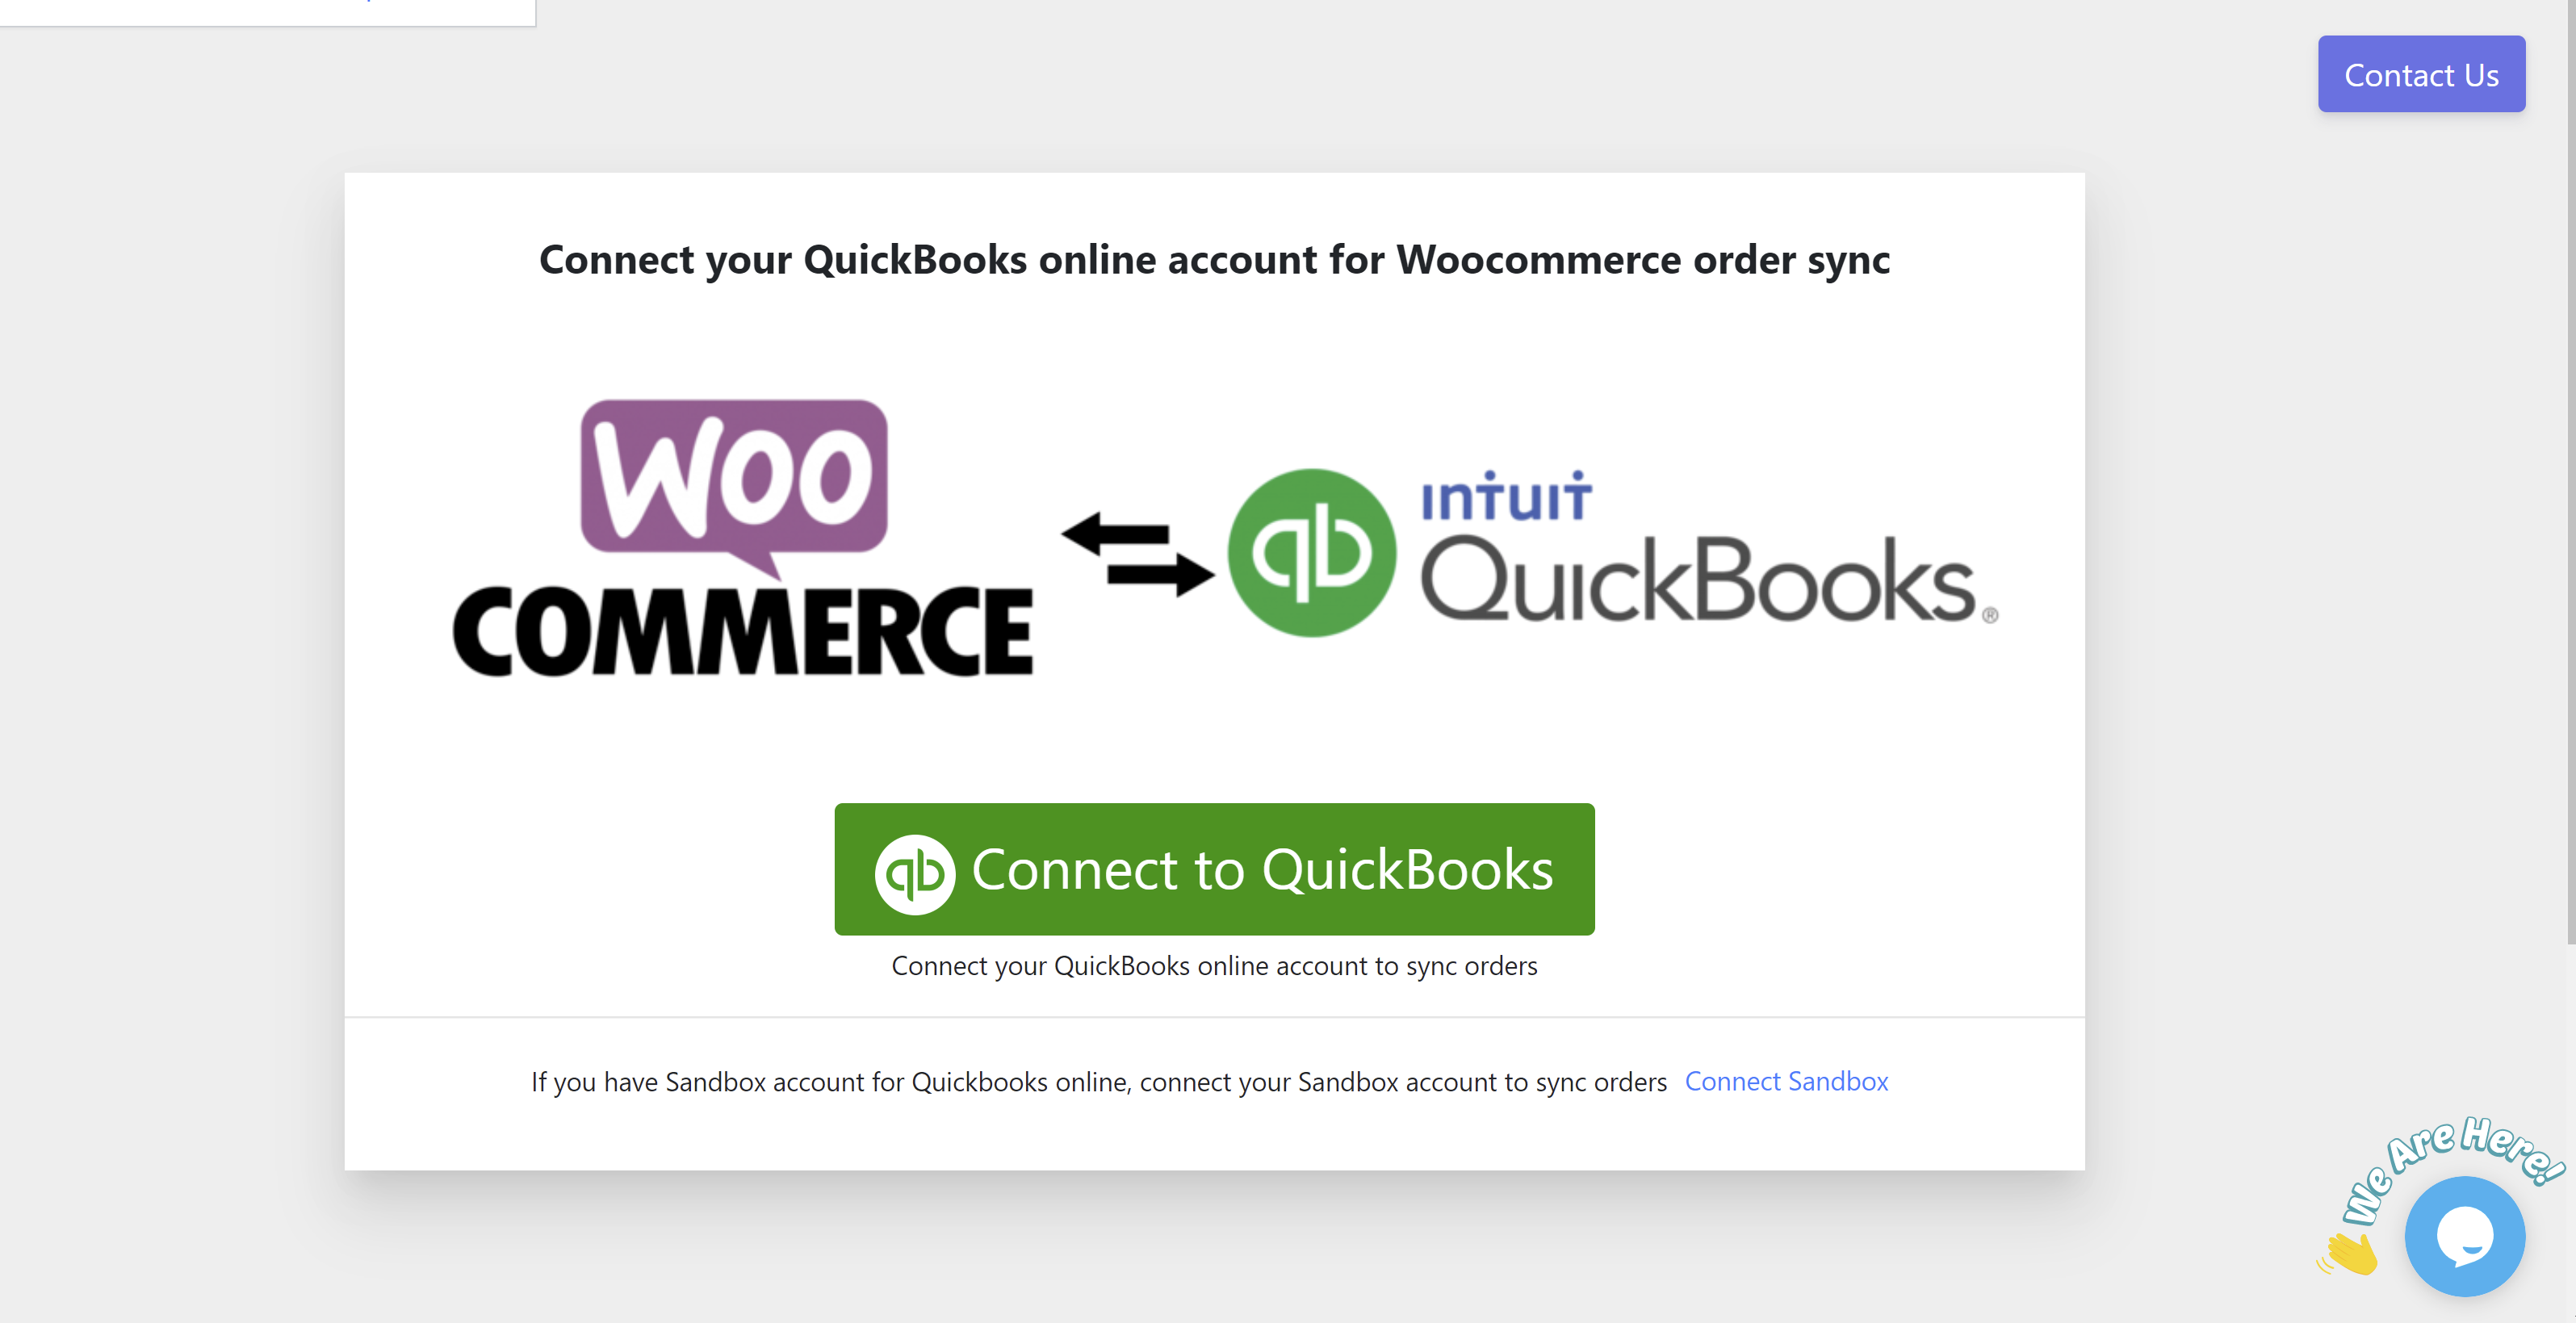 Contact Us
Connect your QuickBooks online account for Woocommerce order sync
WOO
COMMERCE
intuit
QuickBooks®
qb
qb Connect to QuickBooks
Connect your QuickBooks online account to sync orders
If you have Sandbox account for Quickbooks online, connect your Sandbox account to sync orders Connect Sandbox
We Are Here!